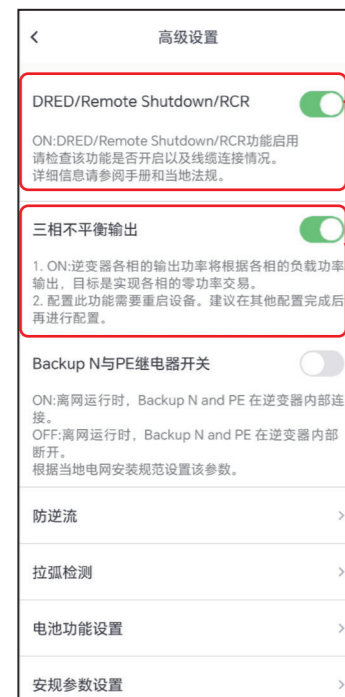 高级设置
DRED/Remote Shutdown/RCR
ON:DRED/Remote Shutdown/RCR功能启用
请检查该功能是否开启以及线缆连接情况。
详细信息请参阅手册和当地法规。
三相不平衡输出
1. ON:逆变器各相的输出功率将根据各相的负载功率
输出，目标是实现各相的零功率交易。
2. 配置此功能需要重启设备。建议在其他配置完成后
再进行配置。
Backup N与PE继电器开关
ON:离网运行时，Backup N and PE 在逆变器内部连
接。
OFF:离网运行时，Backup N and PE 在逆变器内部
断开。
根据当地电网安装规范设置该参数。
防逆流
拉弧检测
电池功能设置
安规参数设置